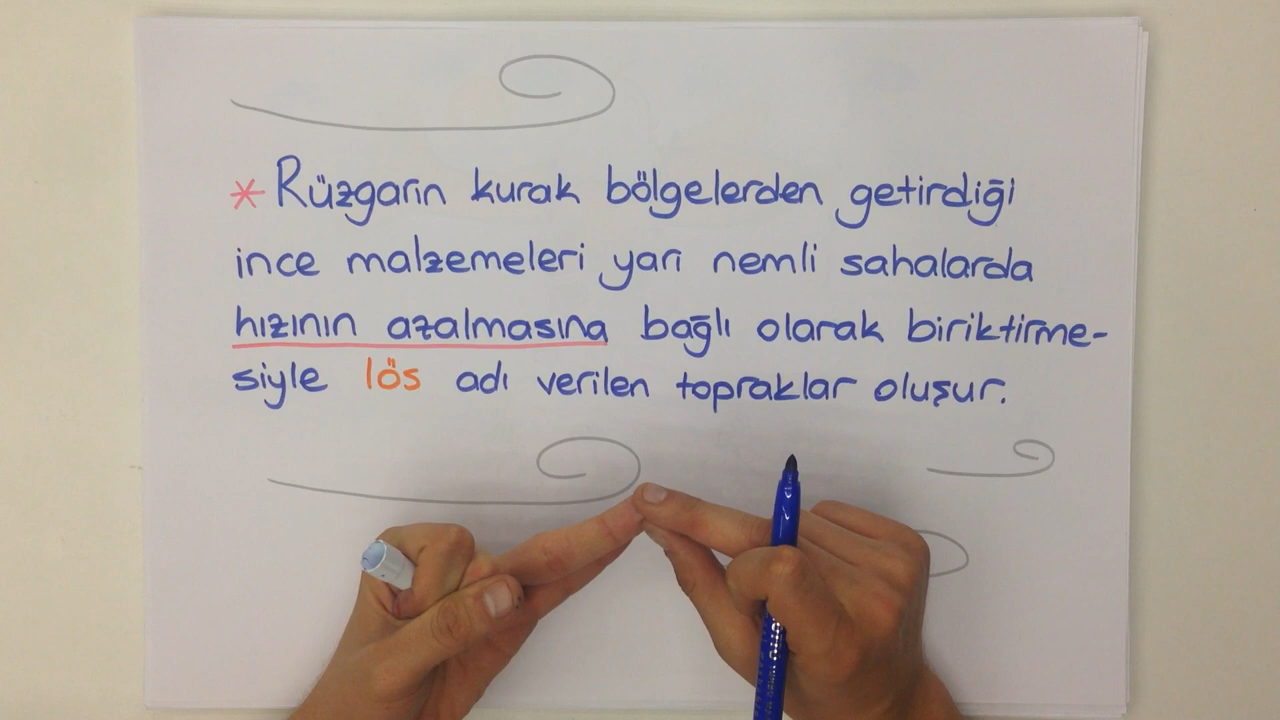 * Rüzgarın kurak bölgelerden getirdiği
ince malzemeleri yarı nemli sahalarda
hızının azalmasına bağlı olarak biriktirme-
siyle lös adı verilen topraklar oluşur.